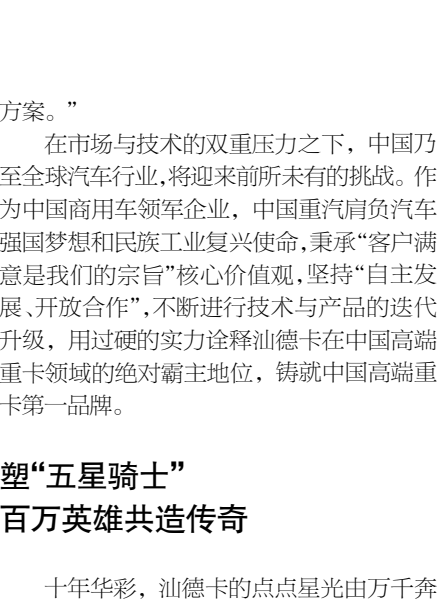 方案。”
在市场与技术的双重压力之下，中国乃
至全球汽车行业,将迎来前所未有的挑战。作
为中国商用车领军企业，中国重汽肩负汽车
强国梦想和民族工业复兴使命,秉承“客户满
意是我们的宗旨”核心价值观,坚持“自主发
展、开放合作”,不断进行技术与产品的迭代
升级，用过硬的实力诠释汕德卡在中国高端
重卡领域的绝对霸主地位，铸就中国高端重
卡第一品牌。
塑“五星骑士”
百万英雄共造传奇
十年华彩，汕德卡的点点星光由万千奔